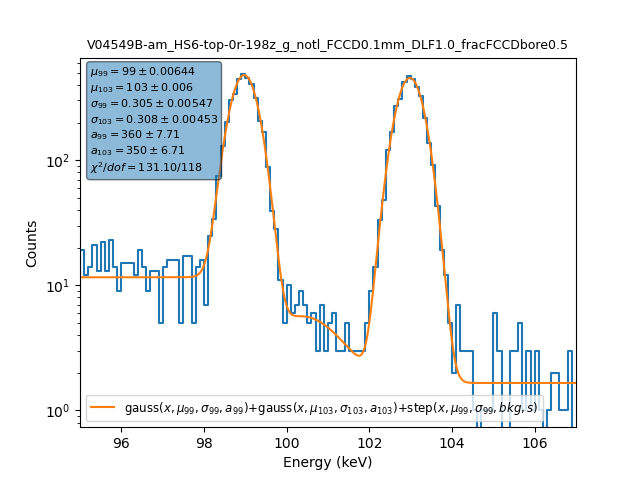 V04549B-am_HS6-top-0r-198z_g_notl_FCCD0.1mm_DLF1.0_fracFCCDbore0.5
μ₉₉ = 99 ± 0.00644
μ₁₀₃ = 103 ± 0.006
σ₉₉ = 0.305 ± 0.00547
σ₁₀₃ = 0.308 ± 0.00453
a₉₉ = 360 ± 7.71
a₁₀₃ = 350 ± 6.71
χ²/dof = 131.10/118
Counts
10²
10¹
10⁰
gauss(x, μ₉₉, σ₉₉, a₉₉)+gauss(x, μ₁₀₃, σ₁₀₃, a₁₀₃)+step(x, μ₉₉, σ₉₉, bkg, s)
96 98 100 102 104 106
Energy (keV)